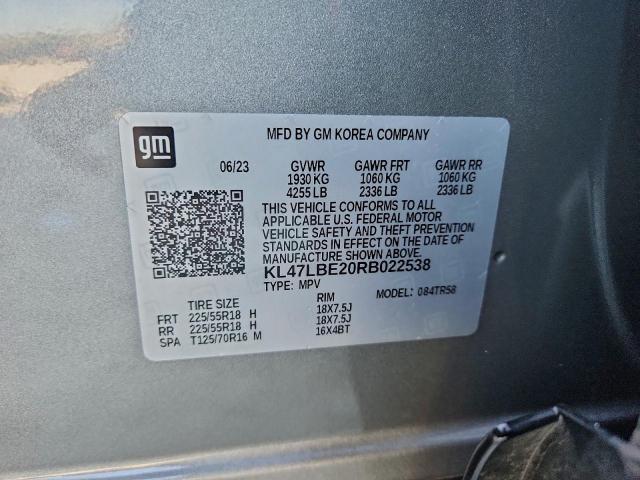 gm
MFD BY GM KOREA COMPANY
06/23 GVWR GAWR FRT GAWR RR
1930 KG 1060 KG 1060 KG
4255 LB 2336 LB 2336 LB
THIS VEHICLE CONFORMS TO ALL
APPLICABLE U.S. FEDERAL MOTOR
VEHICLE SAFETY AND THEFT PREVENTION
STANDARDS IN EFFECT ON THE DATE OF
MANUFACTURE SHOWN ABOVE.
KL47LBE20RB022538
TYPE: MPV MODEL: 084TR58
TIRE SIZE RIM
FRT 225/55R18 H 18X7.5J
RR 225/55R18 H 18X7.5J
SPA T125/70R16 M 16X4BT